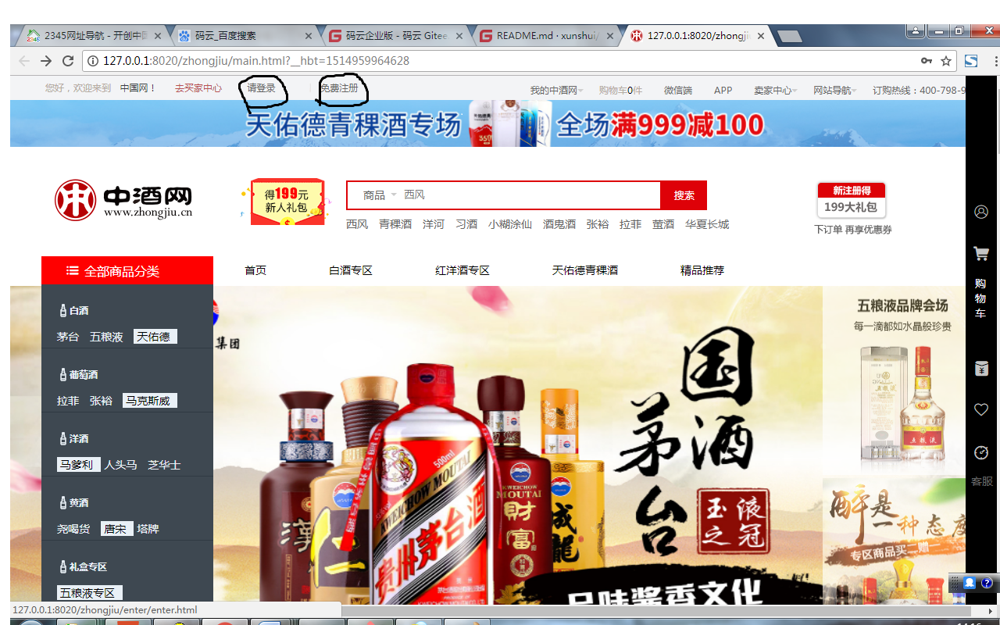 2345网址导航 - 开创中国
码云_百度搜索
码云企业版 - 码云 Gitee
README.md · xunshui/
127.0.0.1:8020/zhongji
127.0.0.1:8020/zhongjiu/main.html?__hbt=1514959964628
您好，欢迎来到 中国网！ 去买家中心 请登录 免费注册 我的中酒网 购物车0件 微信端 APP 卖家中心 网站导航 订购热线：400-798-9
天佑德青稞酒专场 全场满999减100
中酒网
www.zhongjiu.cn
得199元
新人礼包
商品 西风 搜索
新注册得
199大礼包
下订单 再享优惠券
西风 青稞酒 洋河 习酒 小糊涂仙 酒鬼酒 张裕 拉菲 萤酒 华夏长城
全部商品分类 首页 白酒专区 红洋酒专区 天佑德青稞酒 精品推荐
白酒
茅台 五粮液 天佑德
葡萄酒
拉菲 张裕 马克斯威
洋酒
马爹利 人头马 芝华士
黄酒
尧喝货 唐宋 塔牌
礼盒专区
五粮液专区
集团
国酒茅台
玉液之冠
品味酱香文化
500ml
KWEICHOW MOUTAI
贵州茅台酒
KWEICHOW
MOUTAI
财富
成龙
五粮液品牌会场
每一滴都如水晶般珍贵
五粮液
醉是一种态度
专区商品买一赠一
购物车
客服
127.0.0.1:8020/zhongjiu/enter/enter.html